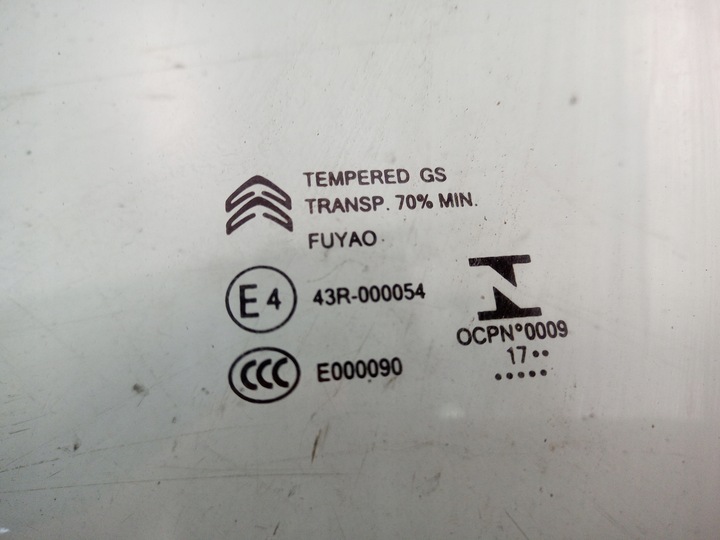 TEMPERED GS
TRANSP. 70% MIN.
FUYAO
E4 43R-000054
CCC E000090
OCPN°0009
17••
•••••